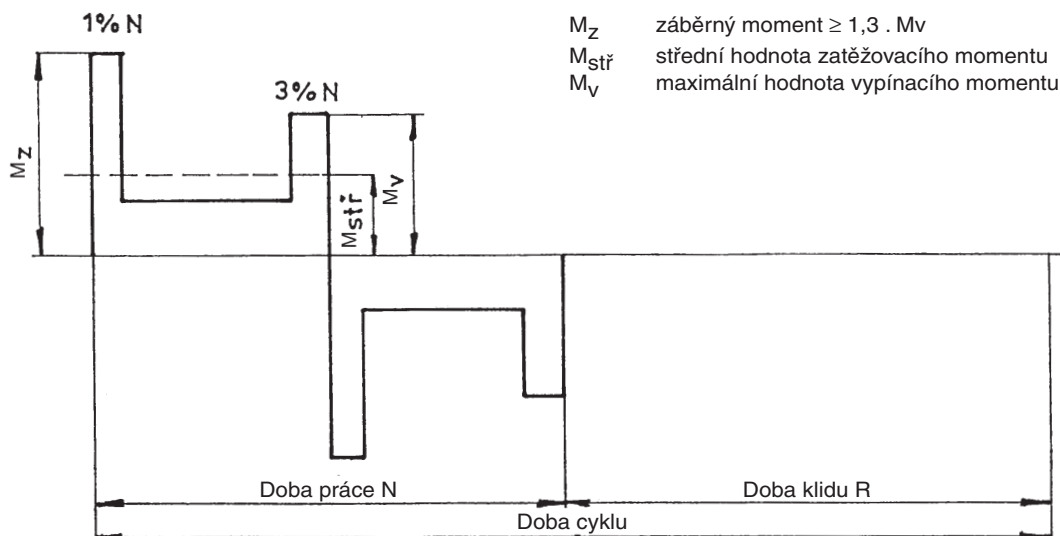 1% N
M_Z záběrný moment ≥ 1,3 . Mv
M_stř střední hodnota zatěžovacího momentu
M_v maximální hodnota vypínacího momentu
3% N
M_Z
M_stř
M_v
Doba práce N
Doba klidu R
Doba cyklu